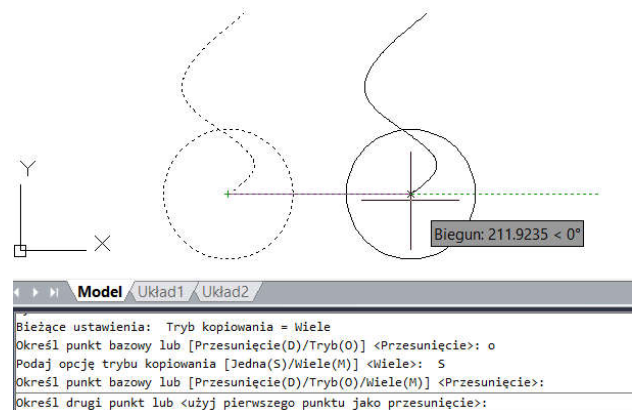 Y
X
Biegun: 211.9235 < 0°
Model Układ1 Układ2
Bieżące ustawienia: Tryb kopiowania = Wiele
Określ punkt bazowy lub [Przesunięcie(D)/Tryb(O)] <Przesunięcie>: o
Podaj opcję trybu kopiowania [Jedna(S)/Wiele(M)] <Wiele>: S
Określ punkt bazowy lub [Przesunięcie(D)/Tryb(O)/Wiele(M)] <Przesunięcie>:
Określ drugi punkt lub <użyj pierwszego punktu jako przesunięcie>: